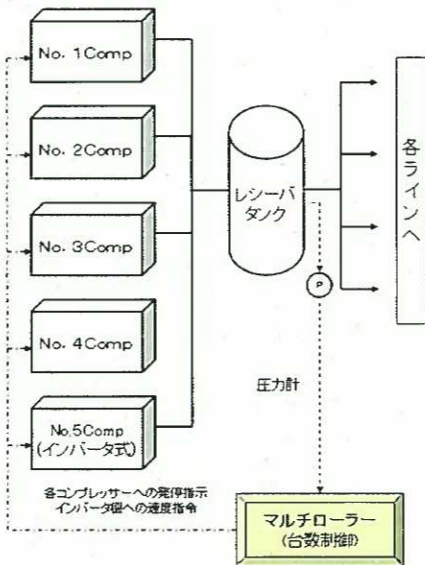 No. 1Comp
No. 2Comp
No. 3Comp
No. 4Comp
No.5Comp
(インバータ式)
レシーバ
タンク
P
各ラインへ
圧力計
各コンプレッサーへの発停指示
インバータ機への速度指令
マルチローラー
(台数制御)